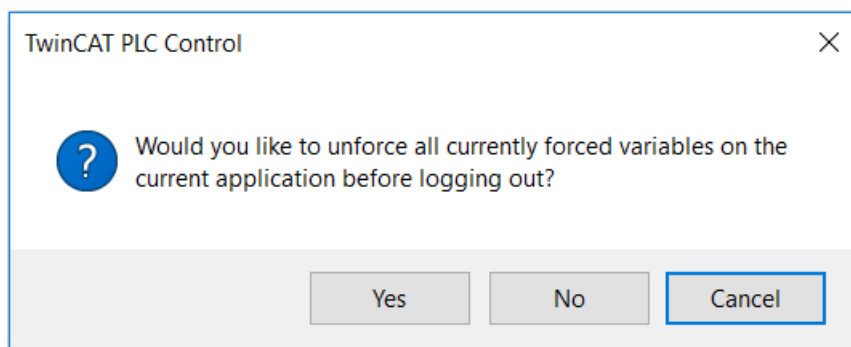 TwinCAT PLC Control
Would you like to unforce all currently forced variables on the
current application before logging out?
Yes No Cancel